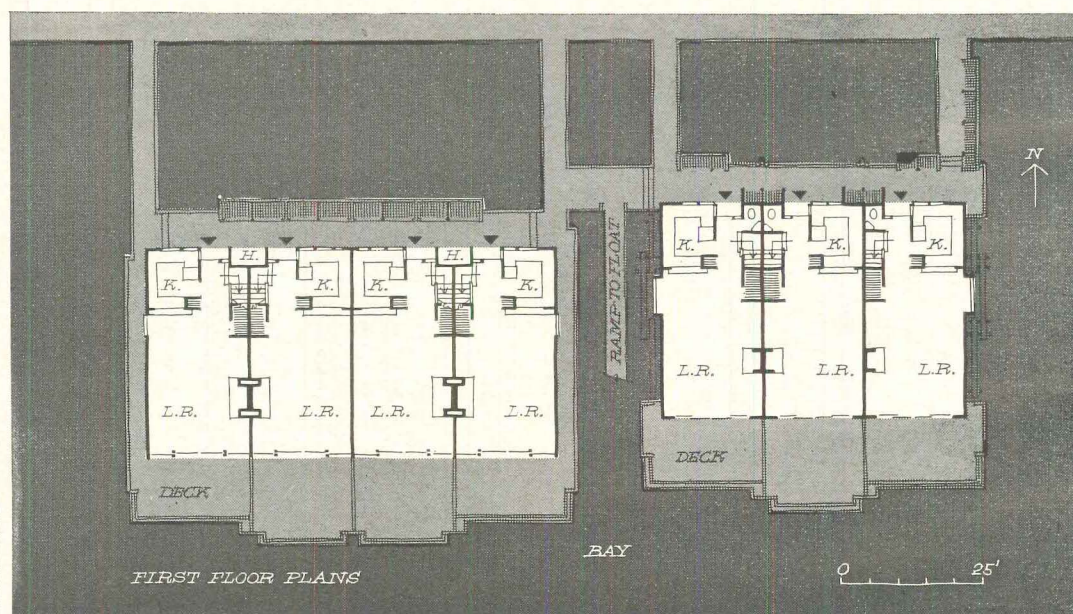 N
H.
H.
K.
K.
K.
K.
K.
K.
K.
RAMP TO FLOAT
L.R.
L.R.
L.R.
L.R.
L.R.
L.R.
L.R.
DECK
DECK
BAY
FIRST FLOOR PLANS
0 25'